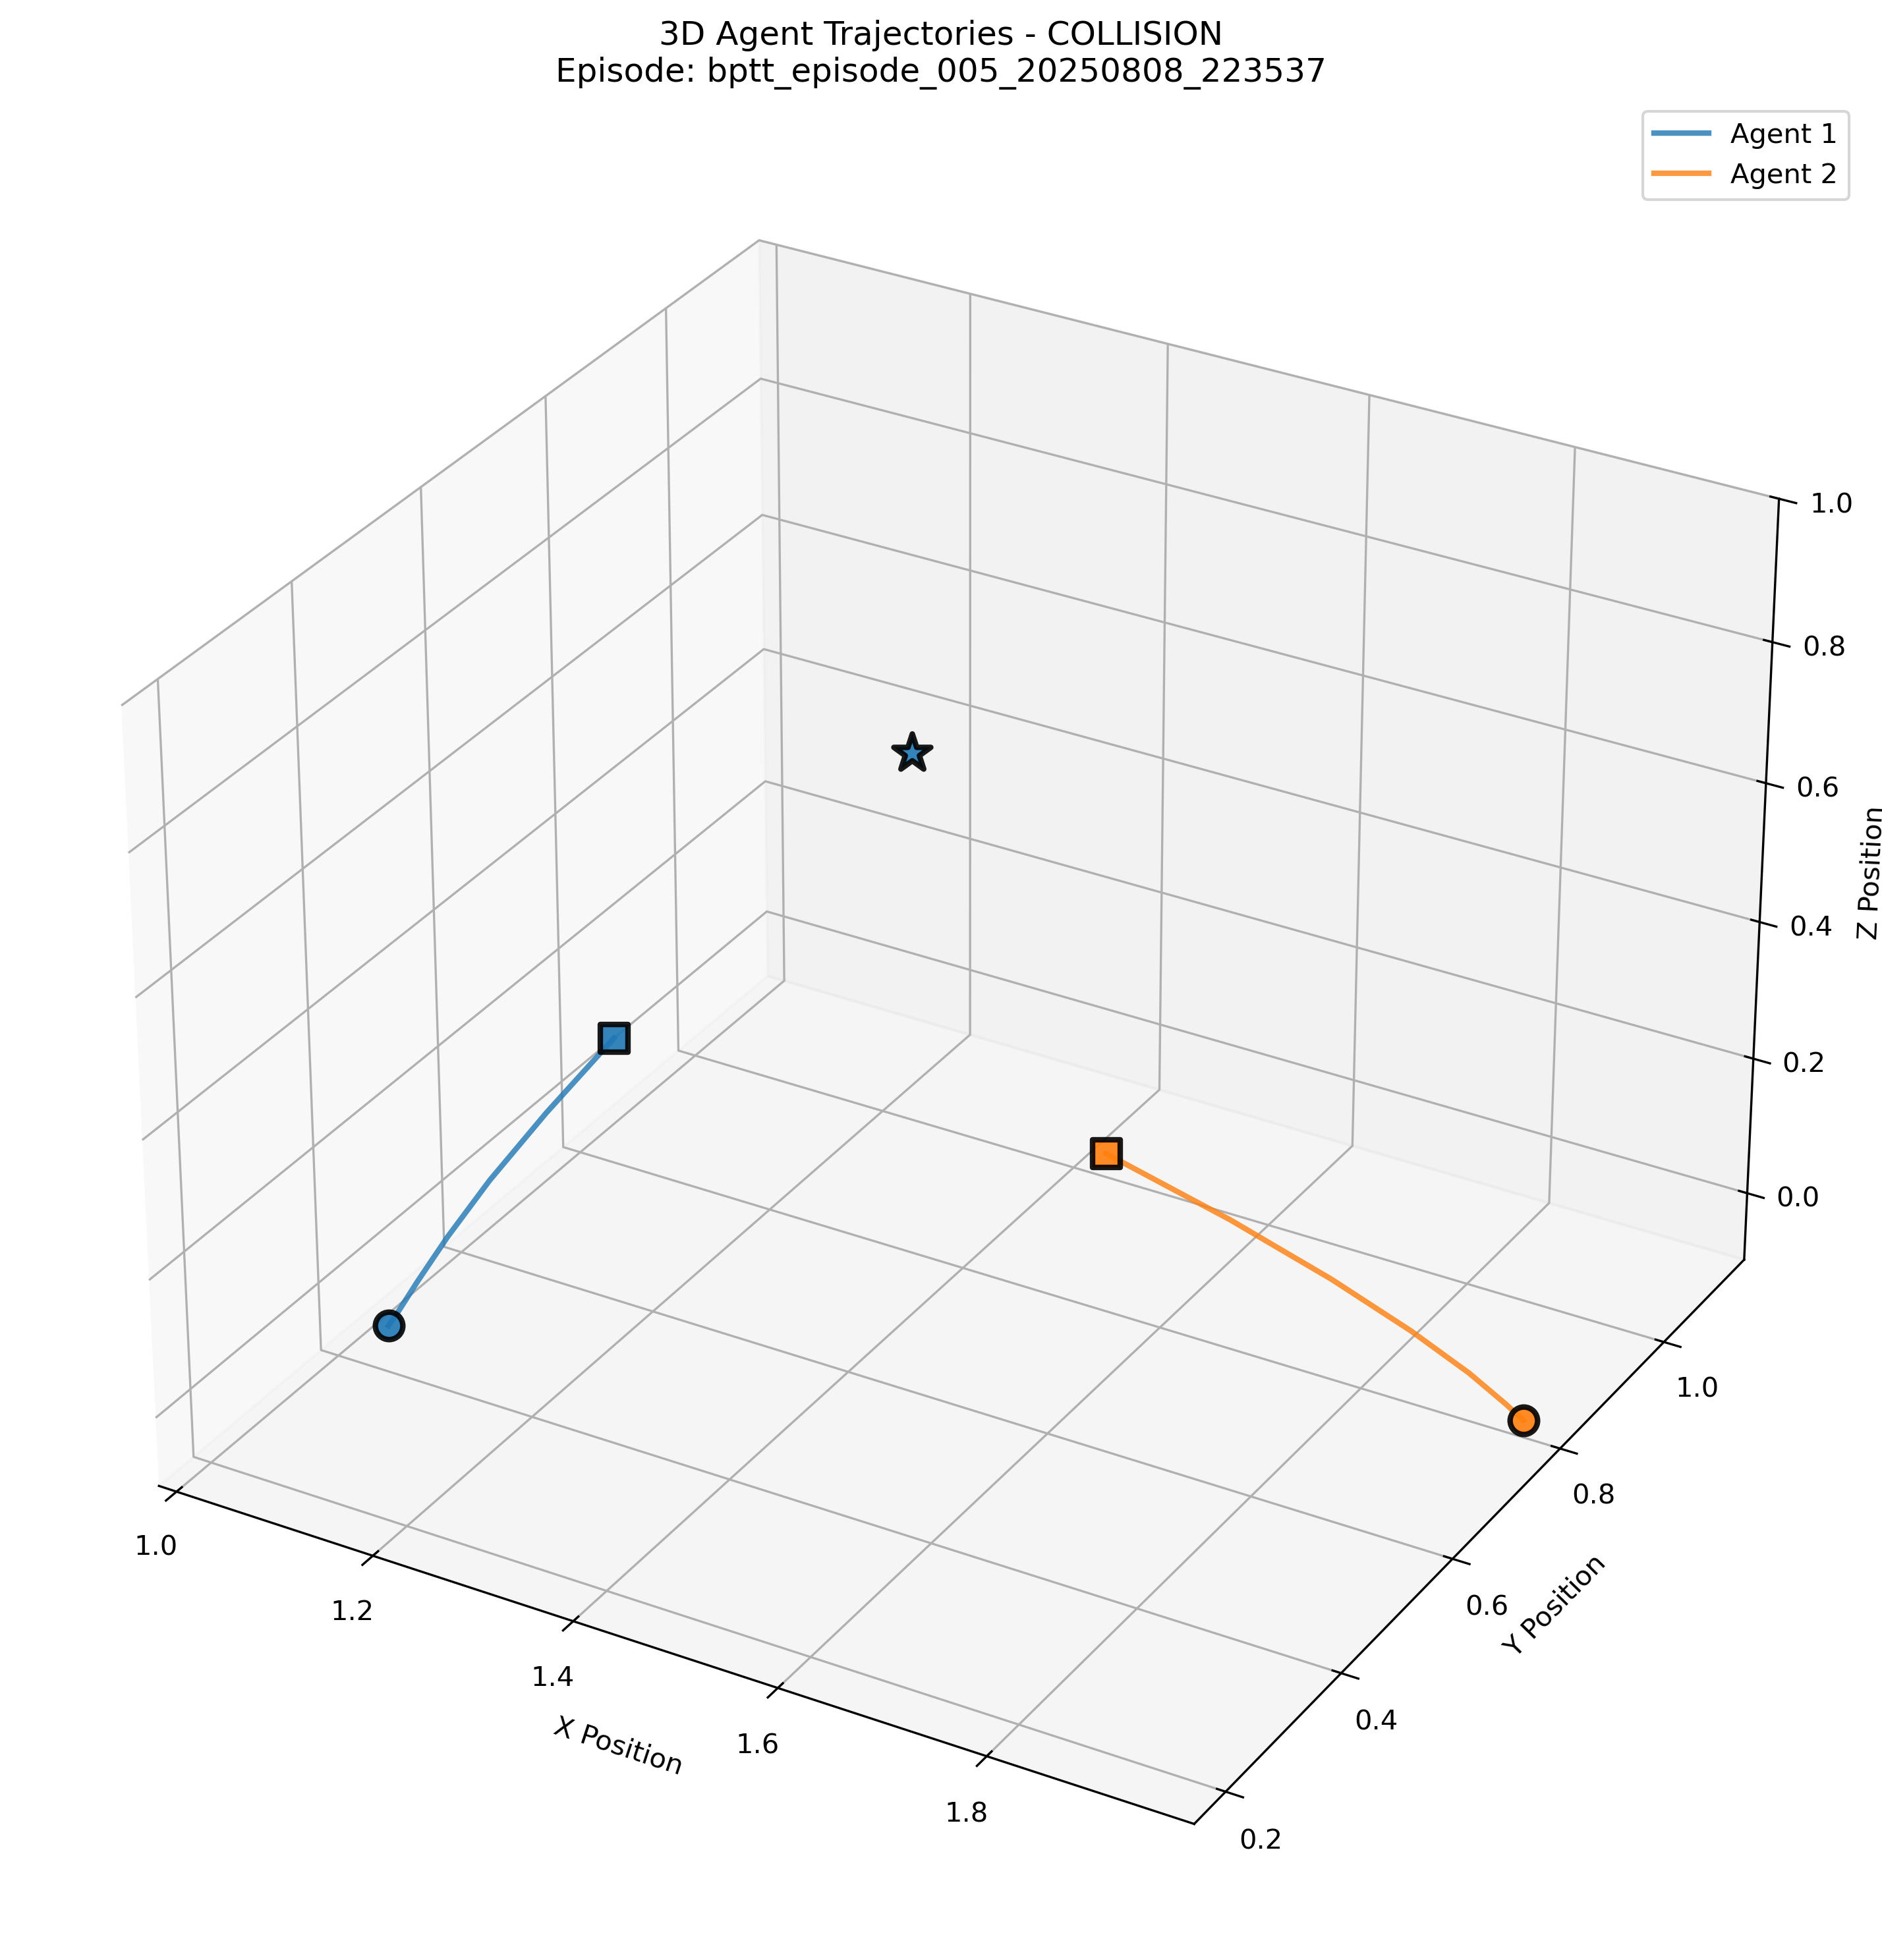 3D Agent Trajectories - COLLISION
Episode: bptt_episode_005_20250808_223537
Agent 1
Agent 2
1.0
0.8
0.6
0.4
0.2
0.0
Z Position
1.0
1.2
1.4
1.6
1.8
X Position
0.2
0.4
0.6
0.8
1.0
Y Position